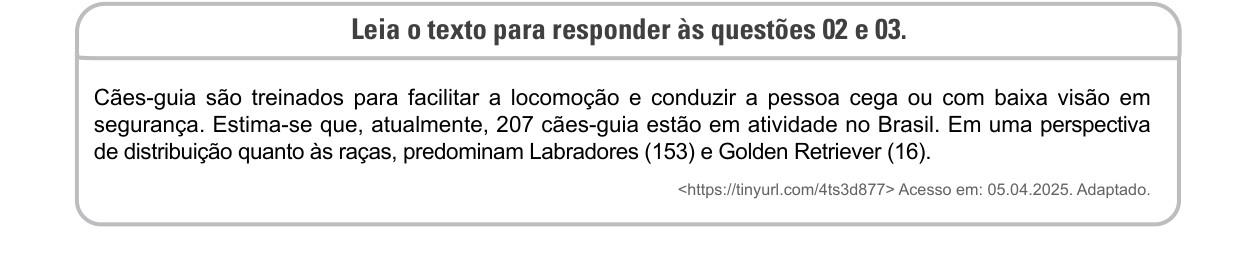 Leia o texto para responder às questões 02 e 03.
Cães-guia são treinados para facilitar a locomoção e conduzir a pessoa cega ou com baixa visão em
segurança. Estima-se que, atualmente, 207 cães-guia estão em atividade no Brasil. Em uma perspectiva
de distribuição quanto às raças, predominam Labradores (153) e Golden Retriever (16).
<https://tinyurl.com/4ts3d877> Acesso em: 05.04.2025. Adaptado.